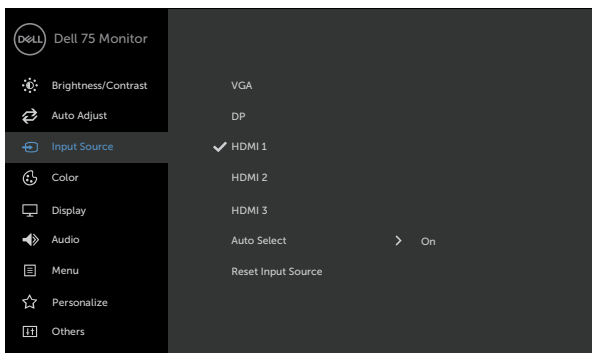 DELL Dell 75 Monitor
Brightness/Contrast VGA
Auto Adjust DP
Input Source HDMI 1
Color HDMI 2
Display HDMI 3
Audio Auto Select On
Menu Reset Input Source
Personalize
Others